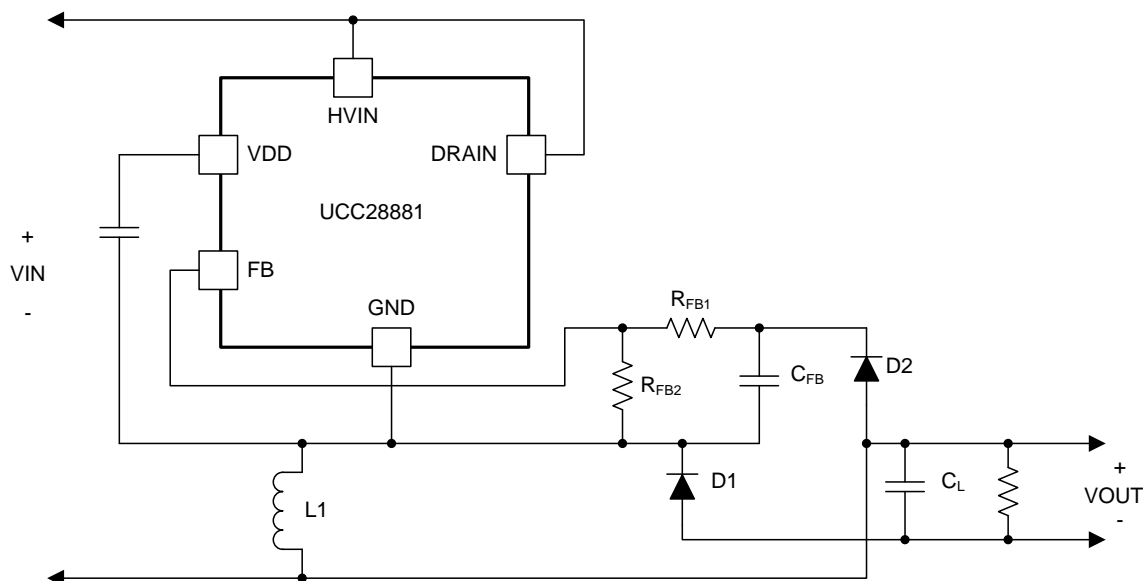 HVIN
VDD
DRAIN
UCC28881
+
VIN
-
FB
GND
RFB1
RFB2
CFB
D2
D1
CL
+
VOUT
-
L1